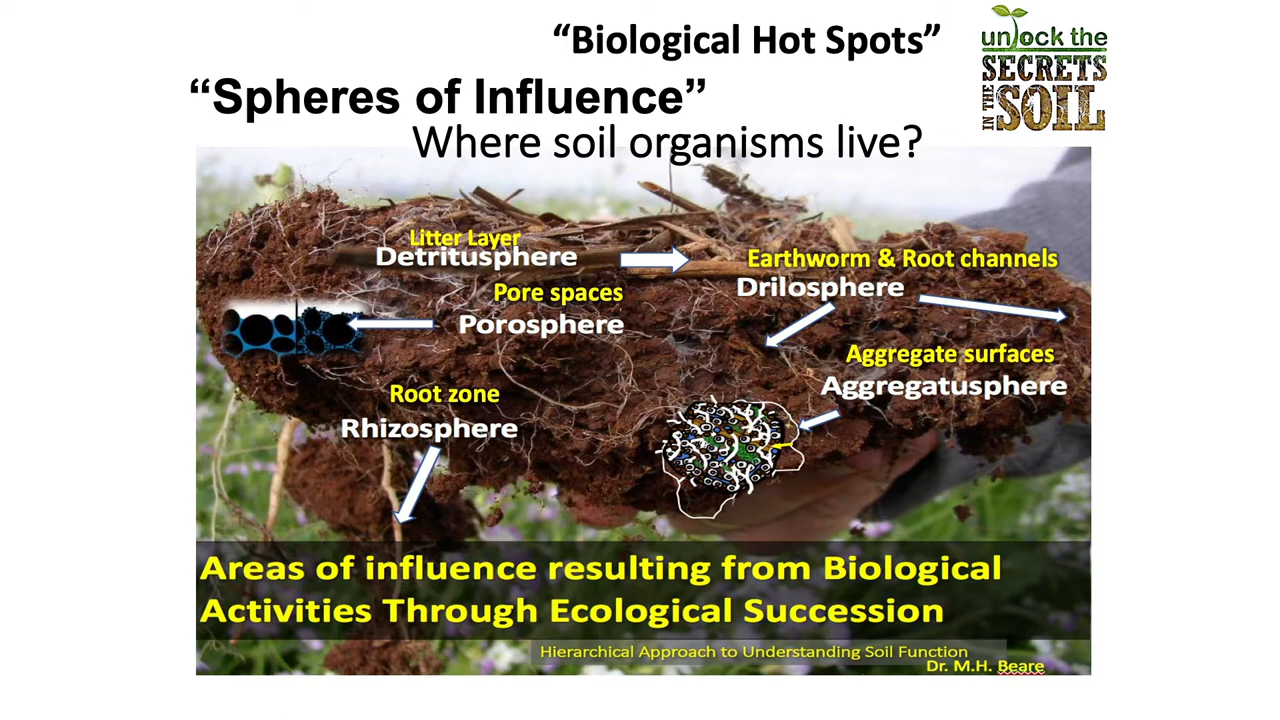 “Biological Hot Spots”
unlock the
SECRETS
IN THE
SOIL
“Spheres of Influence”
Where soil organisms live?
Litter Layer
Detritusphere
Earthworm & Root channels
Drilosphere
Pore spaces
Porosphere
Aggregate surfaces
Aggregatusphere
Root zone
Rhizosphere
Areas of influence resulting from Biological
Activities Through Ecological Succession
Hierarchical Approach to Understanding Soil Function
Dr. M.H. Beare